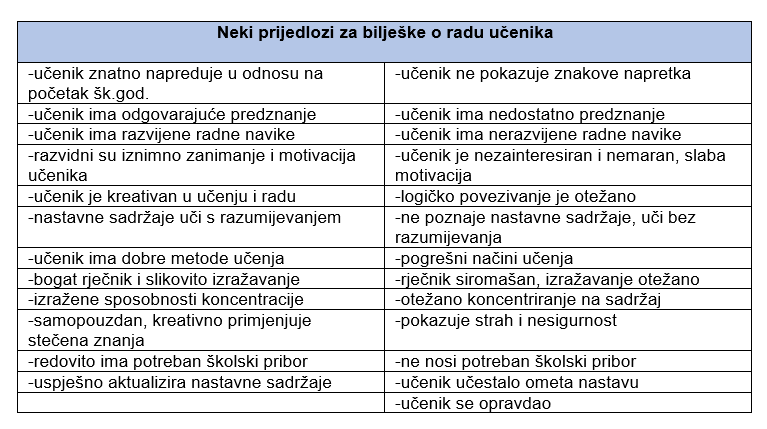 Neki prijedlozi za bilješke o radu učenika
-učenik znatno napreduje u odnosu na
početak šk.god.
-učenik ne pokazuje znakove napretka
-učenik ima odgovarajuće predznanje
-učenik ima nedostatno predznanje
-učenik ima razvijene radne navike
-učenik ima nerazvijene radne navike
-razvidni su iznimno zanimanje i motivacija
učenika
-učenik je nezainteresiran i nemaran, slaba
motivacija
-učenik je kreativan u učenju i radu
-logičko povezivanje je otežano
-nastavne sadržaje uči s razumijevanjem
-ne poznaje nastavne sadržaje, uči bez
razumijevanja
-učenik ima dobre metode učenja
-pogrešni načini učenja
-bogat rječnik i slikovito izražavanje
-rječnik siromašan, izražavanje otežano
-izražene sposobnosti koncentracije
-otežano koncentriranje na sadržaj
-samopouzdan, kreativno primjenjuje
stečena znanja
-pokazuje strah i nesigurnost
-redovito ima potreban školski pribor
-ne nosi potreban školski pribor
-uspješno aktualizira nastavne sadržaje
-učenik učestalo ometa nastavu
-učenik se opravdao